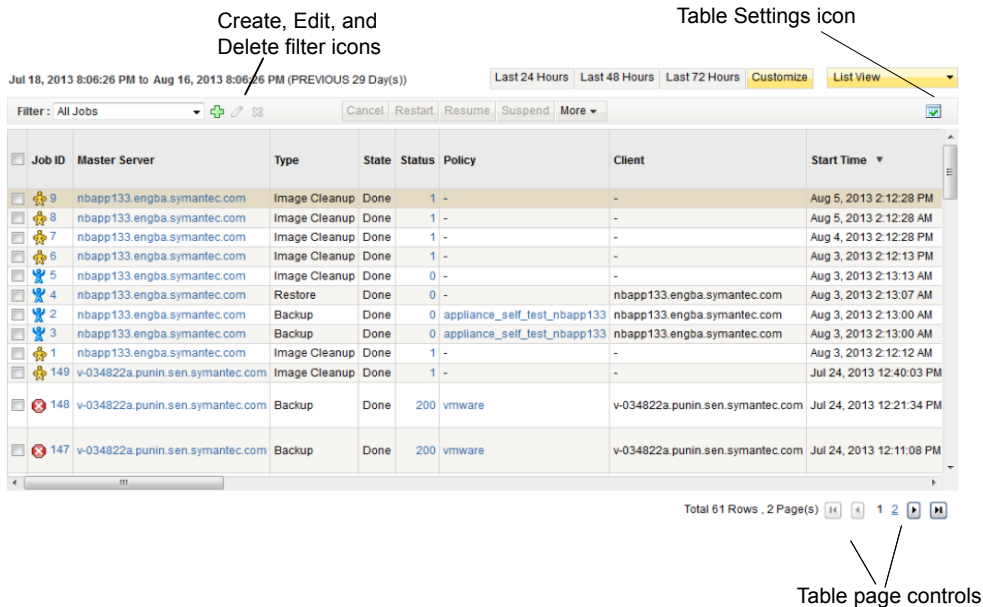 Create, Edit, and
Delete filter icons
Table Settings icon
Jul 18, 2013 8:06:26 PM to Aug 16, 2013 8:06:26 PM (PREVIOUS 29 Day(s))
Last 24 Hours Last 48 Hours Last 72 Hours Customize List View
Filter: All Jobs Cancel Restart Resume Suspend More
Job ID Master Server Type State Status Policy Client Start Time
9 nbapp133.engba.symantec.com Image Cleanup Done 1 - - Aug 5, 2013 2:12:28 PM
8 nbapp133.engba.symantec.com Image Cleanup Done 1 - - Aug 5, 2013 2:12:28 AM
7 nbapp133.engba.symantec.com Image Cleanup Done 1 - - Aug 4, 2013 2:12:28 PM
6 nbapp133.engba.symantec.com Image Cleanup Done 1 - - Aug 3, 2013 2:12:13 PM
5 nbapp133.engba.symantec.com Image Cleanup Done 0 - - Aug 3, 2013 2:13:13 AM
4 nbapp133.engba.symantec.com Restore Done 0 - nbapp133.engba.symantec.com Aug 3, 2013 2:13:07 AM
2 nbapp133.engba.symantec.com Backup Done 0 appliance_self_test_nbapp133 nbapp133.engba.symantec.com Aug 3, 2013 2:13:00 AM
3 nbapp133.engba.symantec.com Backup Done 0 appliance_self_test_nbapp133 nbapp133.engba.symantec.com Aug 3, 2013 2:13:00 AM
1 nbapp133.engba.symantec.com Image Cleanup Done 1 - - Aug 3, 2013 2:12:12 AM
149 v-034822a.punin.sen.symantec.com Image Cleanup Done 1 - - Jul 24, 2013 12:40:03 PM
148 v-034822a.punin.sen.symantec.com Backup Done 200 vmware v-034822a.punin.sen.symantec.com Jul 24, 2013 12:21:34 PM
147 v-034822a.punin.sen.symantec.com Backup Done 200 vmware v-034822a.punin.sen.symantec.com Jul 24, 2013 12:11:08 PM
Total 61 Rows , 2 Page(s) 1 2
Table page controls